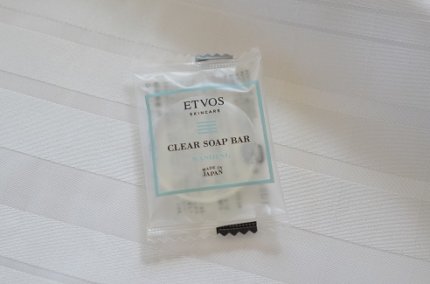 ETVOS
SKINCARE
CLEAR SOAP BAR
MADE IN
JAPAN